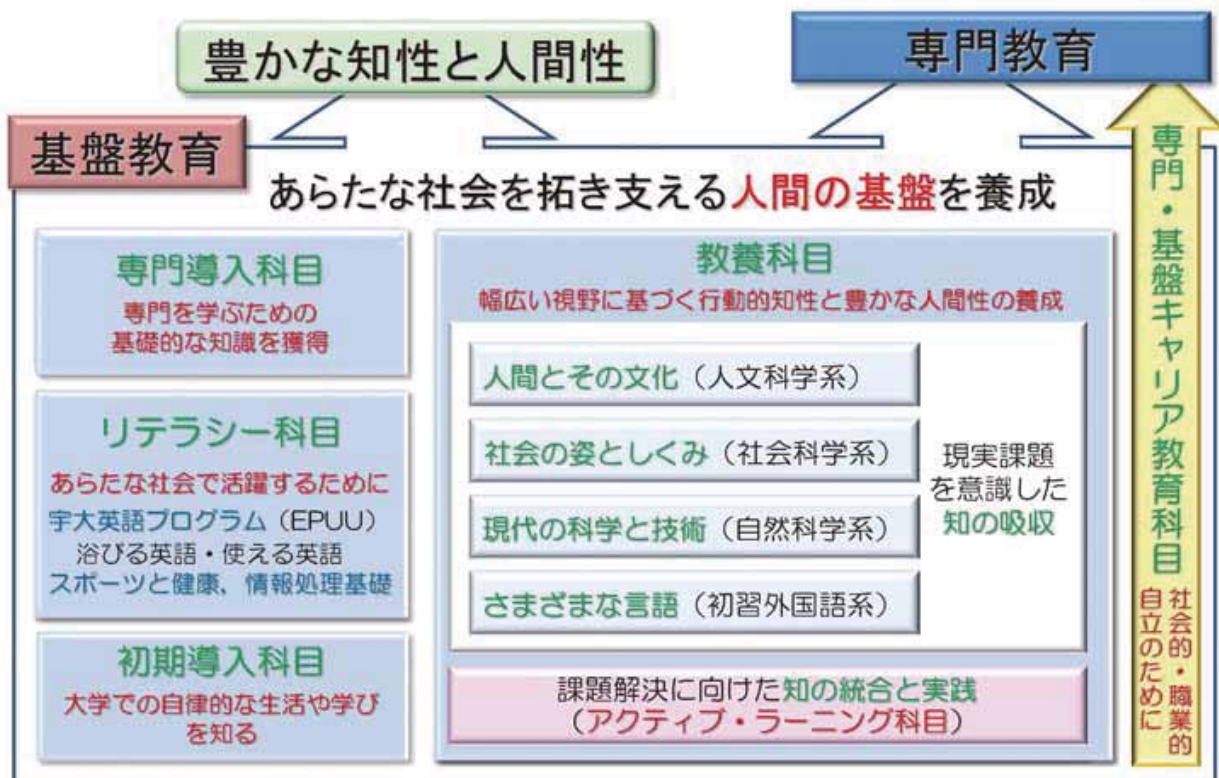 豊かな知性と人間性
専門教育
基盤教育
あらたな社会を拓き支える人間の基盤を養成
専門導入科目
専門を学ぶための
基礎的な知識を獲得
リテラシー科目
あらたな社会で活躍するために
宇大英語プログラム（EPUU）
浴びる英語・使える英語
スポーツと健康，情報処理基礎
初期導入科目
大学での自律的な生活や学び
を知る
教養科目
幅広い視野に基づく行動的知性と豊かな人間性の養成
人間とその文化（人文科学系）
社会の姿としくみ（社会科学系）
現代の科学と技術（自然科学系）
さまざまな言語（初習外国語系）
現実課題
を意識した
知の吸収
課題解決に向けた知の統合と実践
（アクティブ・ラーニング科目）
専門・基盤キャリア教育科目
社会的・職業的
自立のために